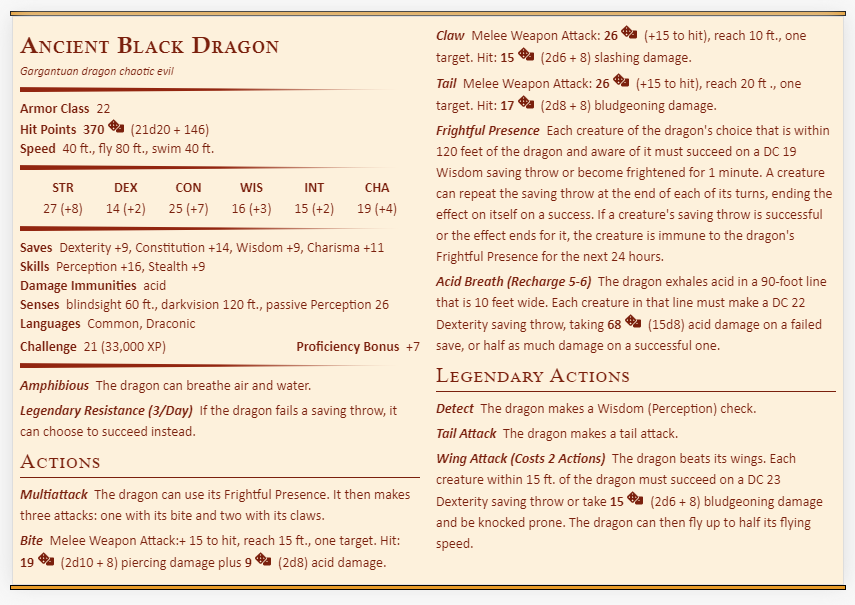 Ancient Black Dragon
Gargantuan dragon chaotic evil
Armor Class 22
Hit Points 370 (21d20 + 146)
Speed 40 ft., fly 80 ft., swim 40 ft.
STR DEX CON WIS INT CHA
27 (+8) 14 (+2) 25 (+7) 16 (+3) 15 (+2) 19 (+4)
Saves Dexterity +9, Constitution +14, Wisdom +9, Charisma +11
Skills Perception +16, Stealth +9
Damage Immunities acid
Senses blindsight 60 ft., darkvision 120 ft., passive Perception 26
Languages Common, Draconic
Challenge 21 (33,000 XP) Proficiency Bonus +7
Amphibious The dragon can breathe air and water.
Legendary Resistance (3/Day) If the dragon fails a saving throw, it
can choose to succeed instead.
Actions
Multiattack The dragon can use its Frightful Presence. It then makes
three attacks: one with its bite and two with its claws.
Bite Melee Weapon Attack:+ 15 to hit, reach 15 ft., one target. Hit:
19 (2d10 + 8) piercing damage plus 9 (2d8) acid damage.
Claw Melee Weapon Attack: 26 (+15 to hit), reach 10 ft., one
target. Hit: 15 (2d6 + 8) slashing damage.
Tail Melee Weapon Attack: 26 (+15 to hit), reach 20 ft ., one
target. Hit: 17 (2d8 + 8) bludgeoning damage.
Frightful Presence Each creature of the dragon's choice that is within
120 feet of the dragon and aware of it must succeed on a DC 19
Wisdom saving throw or become frightened for 1 minute. A creature
can repeat the saving throw at the end of each of its turns, ending the
effect on itself on a success. If a creature's saving throw is successful
or the effect ends for it, the creature is immune to the dragon's
Frightful Presence for the next 24 hours.
Acid Breath (Recharge 5-6) The dragon exhales acid in a 90-foot line
that is 10 feet wide. Each creature in that line must make a DC 22
Dexterity saving throw, taking 68 (15d8) acid damage on a failed
save, or half as much damage on a successful one.
Legendary Actions
Detect The dragon makes a Wisdom (Perception) check.
Tail Attack The dragon makes a tail attack.
Wing Attack (Costs 2 Actions) The dragon beats its wings. Each
creature within 15 ft. of the dragon must succeed on a DC 23
Dexterity saving throw or take 15 (2d6 + 8) bludgeoning damage
and be knocked prone. The dragon can then fly up to half its flying
speed.